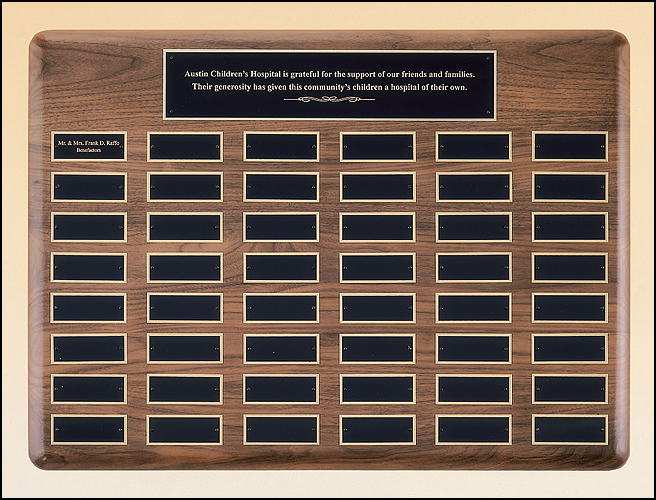 Austin Children's Hospital is grateful for the support of our friends and families.
Their generosity has given this community's children a hospital of their own.
Mr. & Mrs. Frank D. Raffo
Benefactors